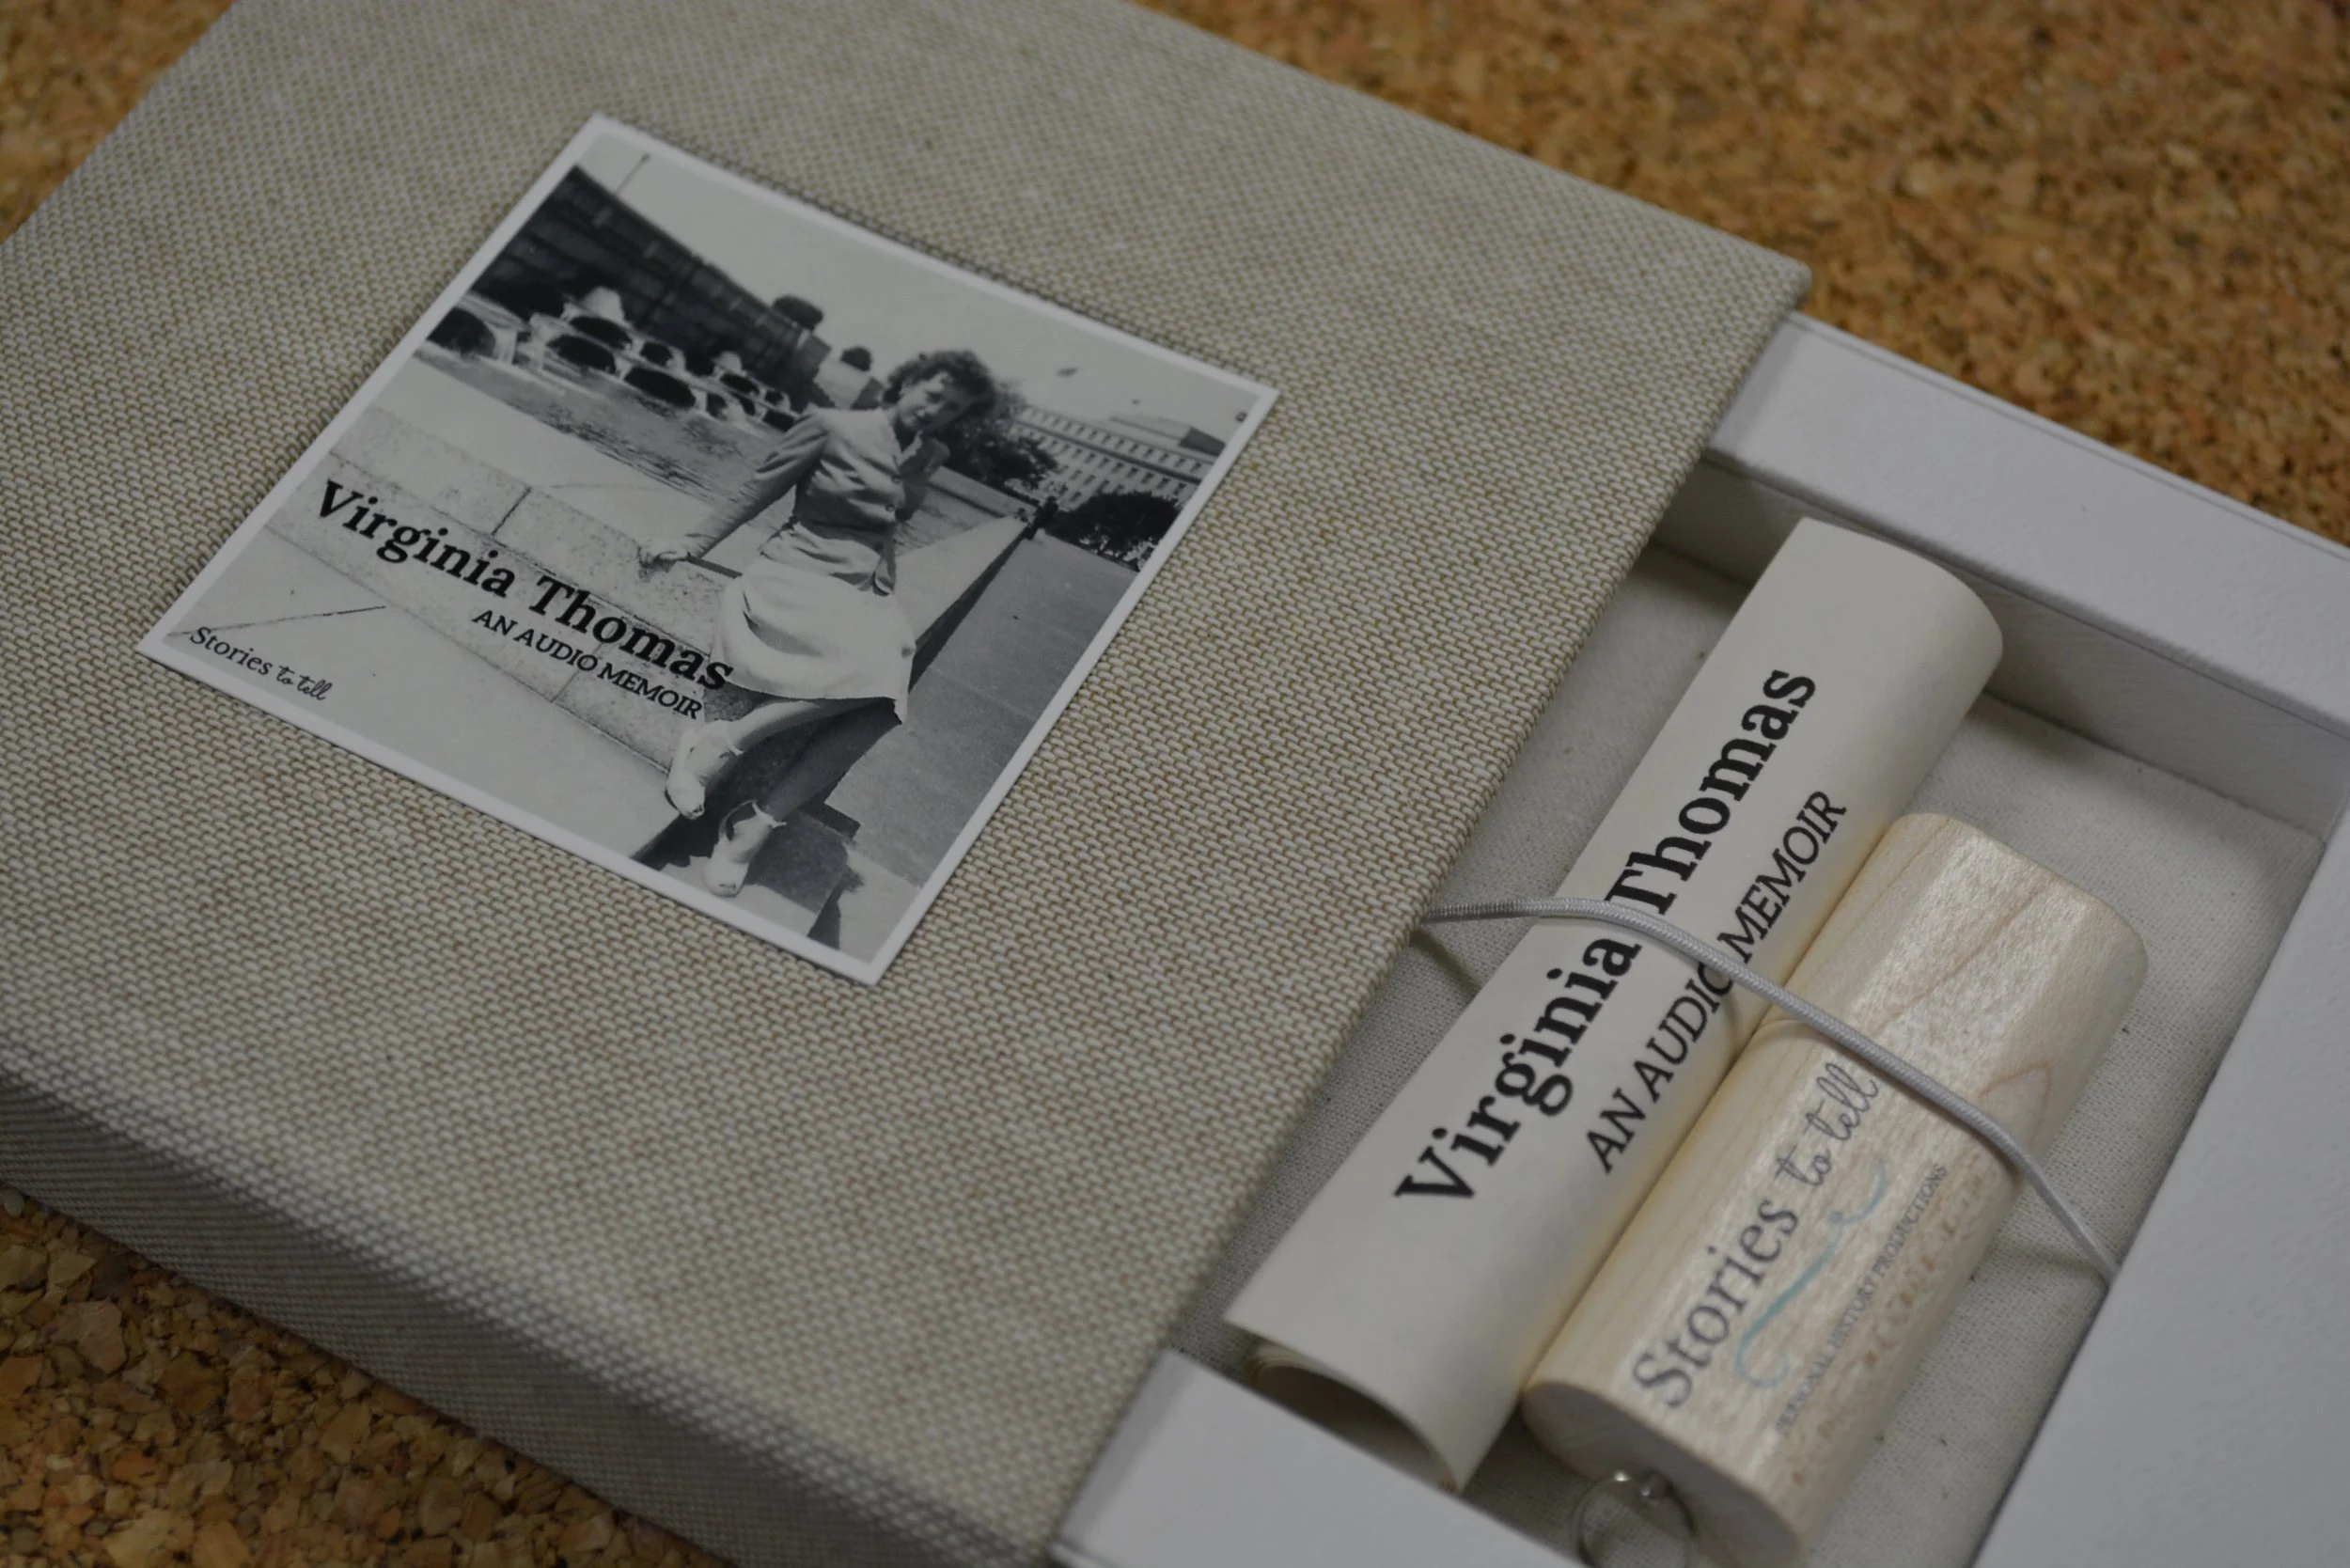 Virginia Thomas
AN AUDIO MEMOIR
Stories to tell
Virginia Thomas
AN AUDIO MEMOIR
Stories to tell
PERSONAL HISTORY PRODUCTIONS